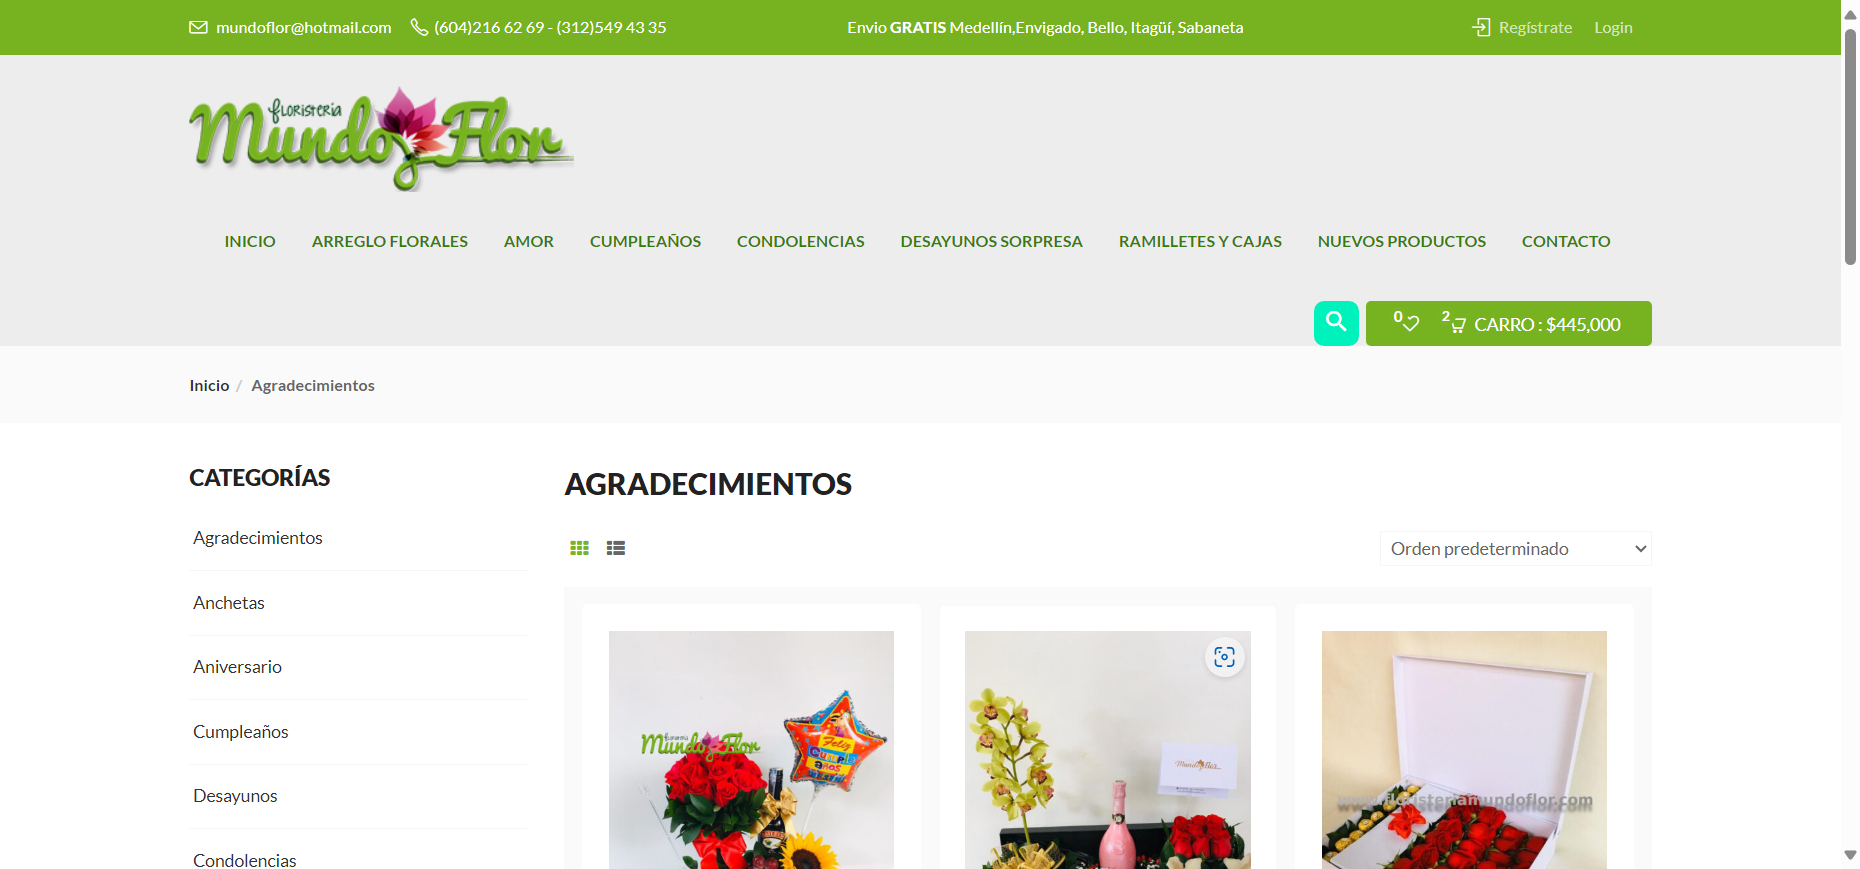 mundoflor@hotmail.com (604)216 62 69 - (312)549 43 35 Envio GRATIS Medellín,Envigado, Bello, Itagüí, Sabaneta Regístrate Login
FLORISTERIA
Mundo Flor
INICIO ARREGLO FLORALES AMOR CUMPLEAÑOS CONDOLENCIAS DESAYUNOS SORPRESA RAMILLETES Y CAJAS NUEVOS PRODUCTOS CONTACTO
0 2 CARRO : $445,000
Inicio / Agradecimientos
CATEGORÍAS
Agradecimientos
Anchetas
Aniversario
Cumpleaños
Desayunos
Condolencias
AGRADECIMIENTOS
Orden predeterminado
Mundo Flor
Feliz
Cumple
años
Mundo Flor
www.floristeriamundoflor.com